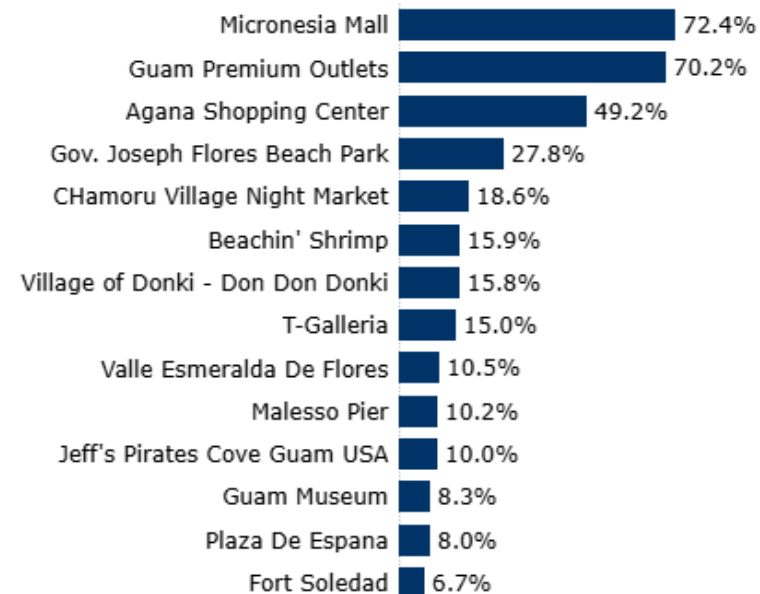 Micronesia Mall 72.4%
Guam Premium Outlets 70.2%
Agana Shopping Center 49.2%
Gov. Joseph Flores Beach Park 27.8%
CHamoru Village Night Market 18.6%
Beachin' Shrimp 15.9%
Village of Donki - Don Don Donki 15.8%
T-Galleria 15.0%
Valle Esmeralda De Flores 10.5%
Malesso Pier 10.2%
Jeff's Pirates Cove Guam USA 10.0%
Guam Museum 8.3%
Plaza De Espana 8.0%
Fort Soledad 6.7%